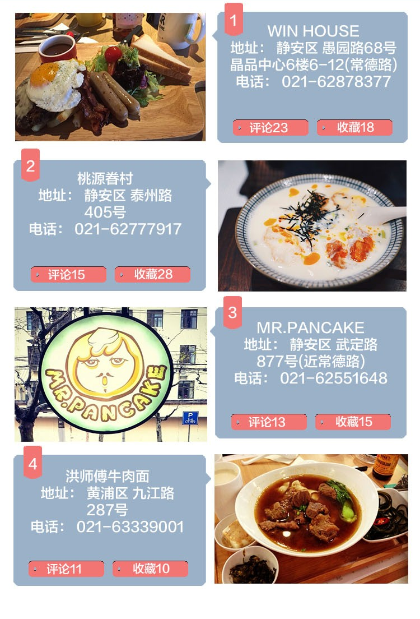 1
WIN HOUSE
地址： 静安区 愚园路68号
晶品中心6楼6-12(常德路)
电话： 021-62878377
评论23 收藏18
2
桃源眷村
地址： 静安区 泰州路
405号
电话： 021-62777917
评论15 收藏28
MR.PANCAKE
3
MR.PANCAKE
地址： 静安区 武定路
877号(近常德路)
电话： 021-62551648
评论13 收藏15
4
洪师傅牛肉面
地址： 黄浦区 九江路
287号
电话： 021-63339001
评论11 收藏10